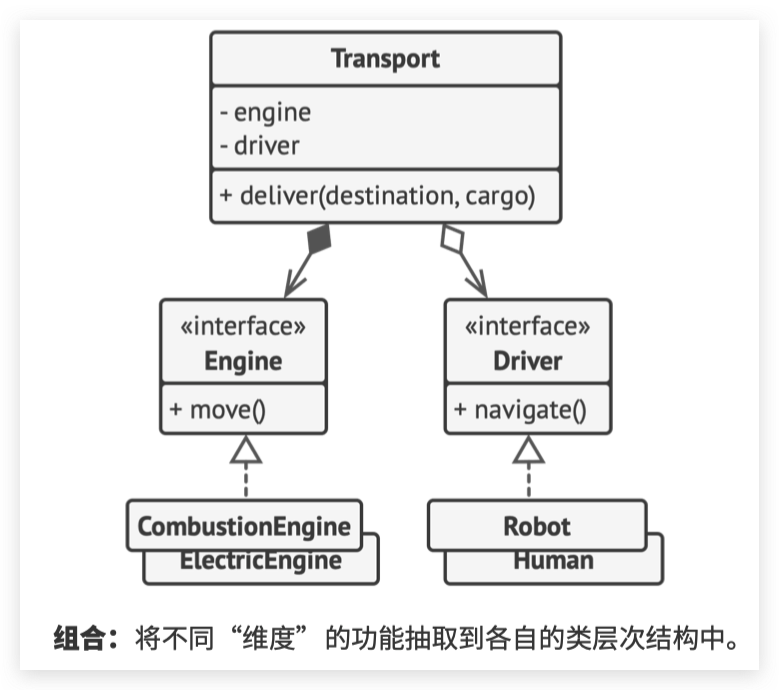 Transport
- engine
- driver
+ deliver(destination, cargo)
«interface»
Engine
+ move()
«interface»
Driver
+ navigate()
CombustionEngine
ElectricEngine
Robot
Human
组合：将不同“维度”的功能抽取到各自的类层次结构中。